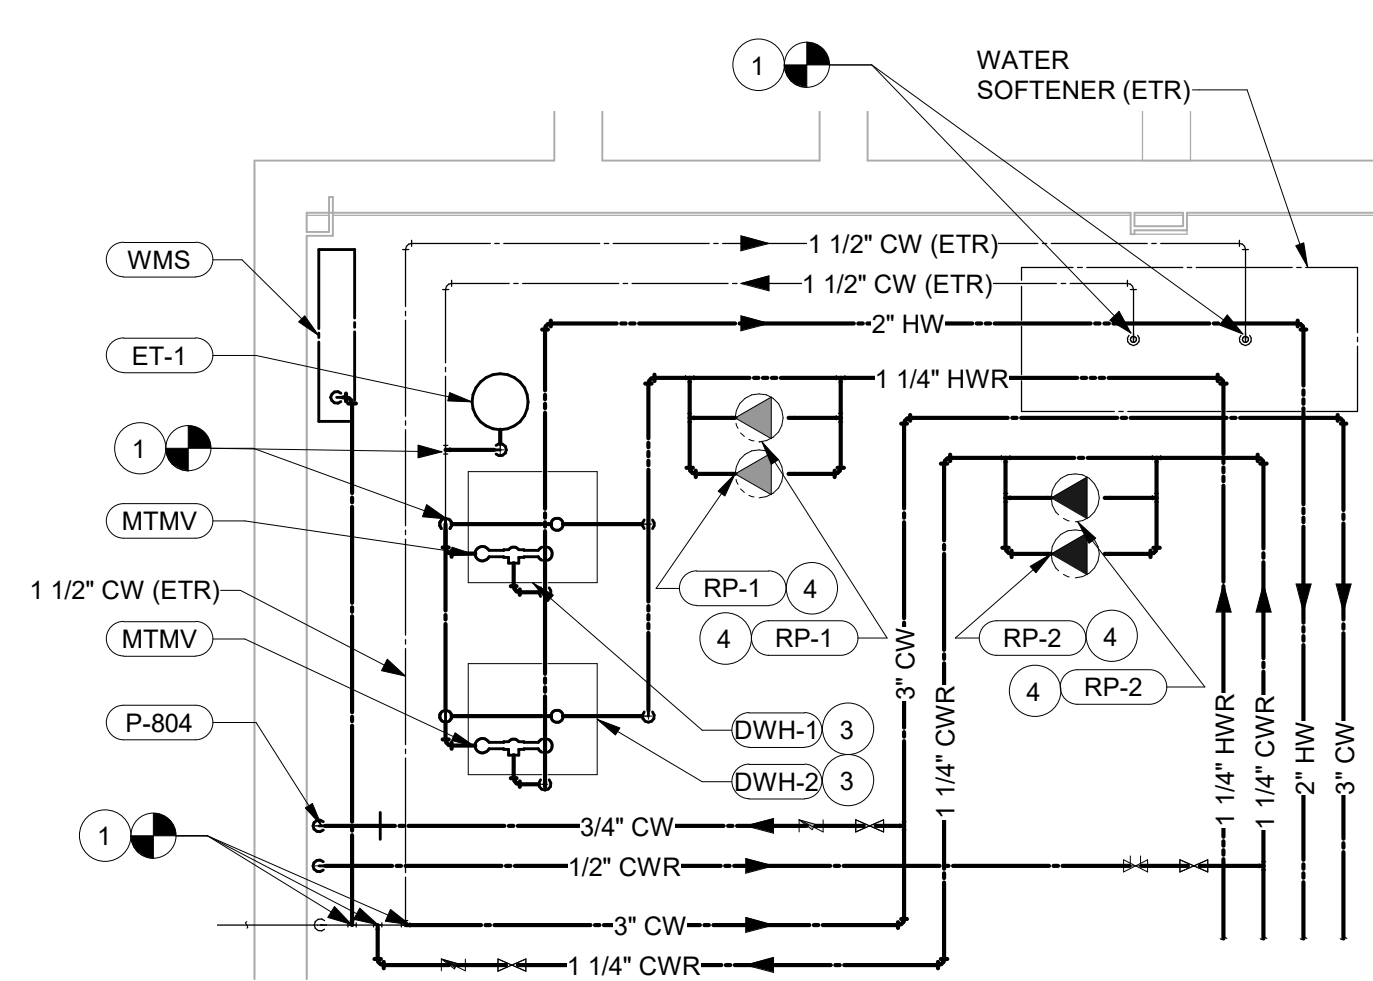 1
WATER
SOFTENER (ETR)
WMS
1 1/2" CW (ETR)
1 1/2" CW (ETR)
2" HW
ET-1
1 1/4" HWR
1
MTMV
1 1/2" CW (ETR)
RP-1
4
4
RP-1
RP-2
4
4
RP-2
MTMV
3" CW
1 1/4" CWR
1 1/4" HWR
1 1/4" CWR
2" HW
3" CW
P-804
DWH-1
3
DWH-2
3
1
3/4" CW
1/2" CWR
3" CW
1 1/4" CWR